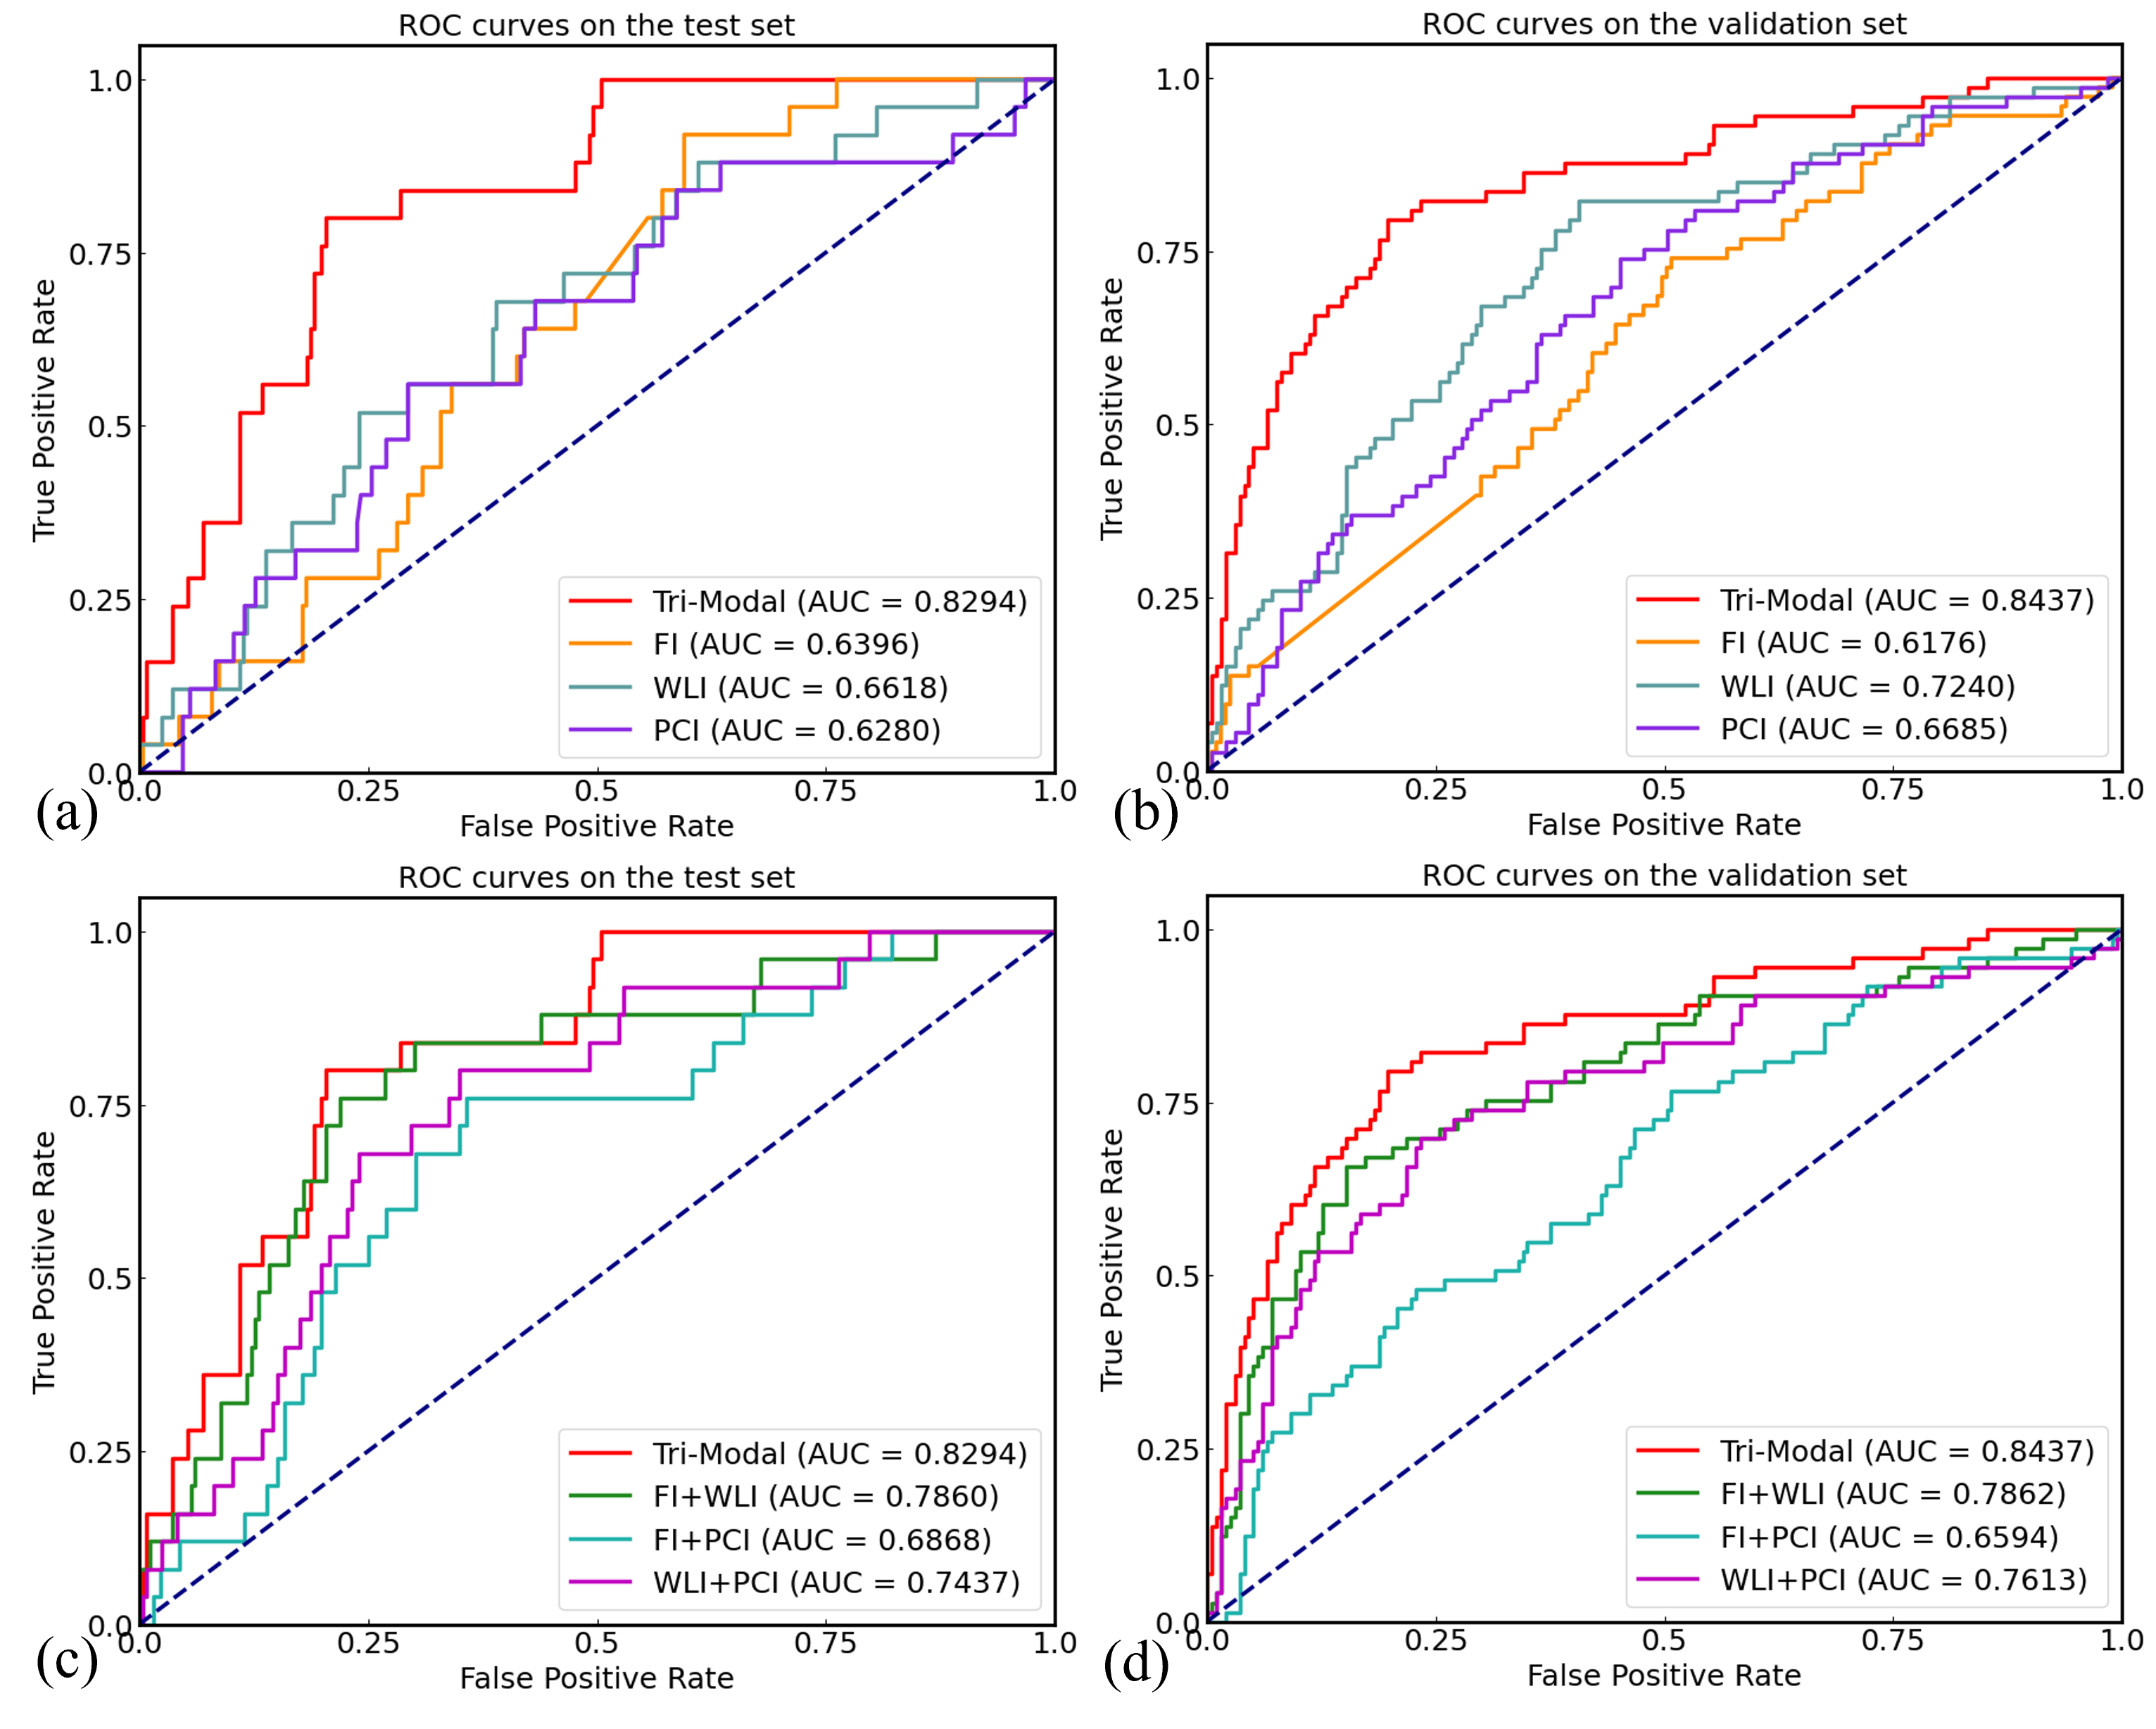 ROC curves on the test set
True Positive Rate
1.0
0.75
0.5
0.25
0.0
Tri-Modal (AUC = 0.8294)
FI (AUC = 0.6396)
WLI (AUC = 0.6618)
PCI (AUC = 0.6280)
0.0 0.25 0.5 0.75 1.0
False Positive Rate
(a)
ROC curves on the validation set
True Positive Rate
1.0
0.75
0.5
0.25
0.0
Tri-Modal (AUC = 0.8437)
FI (AUC = 0.6176)
WLI (AUC = 0.7240)
PCI (AUC = 0.6685)
0.0 0.25 0.5 0.75 1.0
False Positive Rate
(b)
ROC curves on the test set
True Positive Rate
1.0
0.75
0.5
0.25
0.0
Tri-Modal (AUC = 0.8294)
FI+WLI (AUC = 0.7860)
FI+PCI (AUC = 0.6868)
WLI+PCI (AUC = 0.7437)
0.0 0.25 0.5 0.75 1.0
False Positive Rate
(c)
ROC curves on the validation set
True Positive Rate
1.0
0.75
0.5
0.25
0.0
Tri-Modal (AUC = 0.8437)
FI+WLI (AUC = 0.7862)
FI+PCI (AUC = 0.6594)
WLI+PCI (AUC = 0.7613)
0.0 0.25 0.5 0.75 1.0
False Positive Rate
(d)